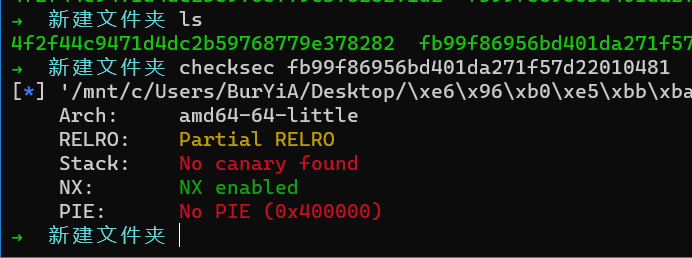 → 新建文件夹 ls
4f2f44c9471d4dc2b59768779e378282 fb99f86956bd401da271f57
→ 新建文件夹 checksec fb99f86956bd401da271f57d22010481
[*] '/mnt/c/Users/BurYiA/Desktop/\xe6\x96\xb0\xe5\xbb\xba
Arch: amd64-64-little
RELRO: Partial RELRO
Stack: No canary found
NX: NX enabled
PIE: No PIE (0x400000)
→ 新建文件夹